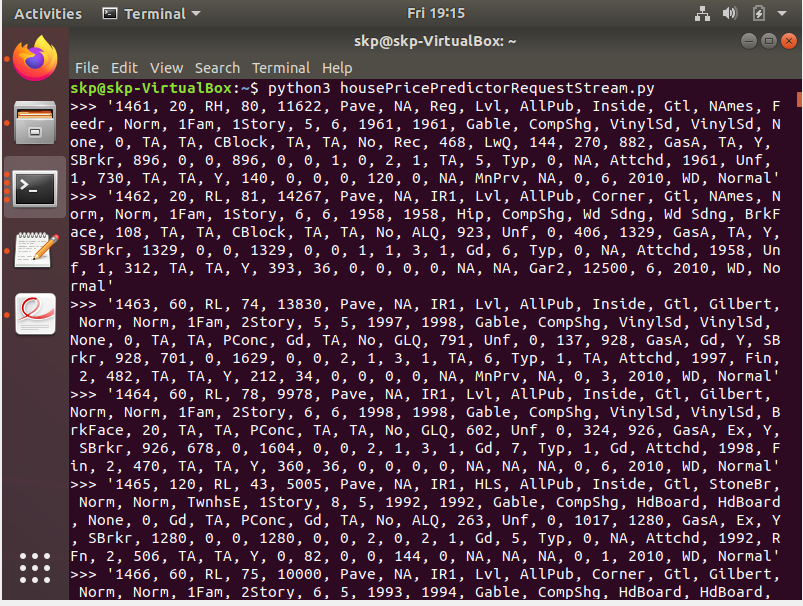 Activities Terminal Fri 19:15
skp@skp-VirtualBox: ~
File Edit View Search Terminal Help
skp@skp-VirtualBox:~$ python3 housePricePredictorRequestStream.py
>>> '1461, 20, RH, 80, 11622, Pave, NA, Reg, Lvl, AllPub, Inside, Gtl, NAmes, F
eedr, Norm, 1Fam, 1Story, 5, 6, 1961, 1961, Gable, CompShg, VinylSd, VinylSd, N
one, 0, TA, TA, CBlock, TA, TA, No, Rec, 468, LwQ, 144, 270, 882, GasA, TA, Y,
SBrkr, 896, 0, 0, 896, 0, 0, 1, 0, 2, 1, TA, 5, Typ, 0, NA, Attchd, 1961, Unf,
1, 730, TA, TA, Y, 140, 0, 0, 0, 120, 0, NA, MnPrv, NA, 0, 6, 2010, WD, Normal'
>>> '1462, 20, RL, 81, 14267, Pave, NA, IR1, Lvl, AllPub, Corner, Gtl, NAmes, N
orm, Norm, 1Fam, 1Story, 6, 6, 1958, 1958, Hip, CompShg, Wd Sdng, Wd Sdng, BrkF
ace, 108, TA, TA, CBlock, TA, TA, No, ALQ, 923, Unf, 0, 406, 1329, GasA, TA, Y,
 SBrkr, 1329, 0, 0, 1329, 0, 0, 1, 1, 3, 1, Gd, 6, Typ, 0, NA, Attchd, 1958, Un
f, 1, 312, TA, TA, Y, 393, 36, 0, 0, 0, 0, NA, NA, Gar2, 12500, 6, 2010, WD, No
rmal'
>>> '1463, 60, RL, 74, 13830, Pave, NA, IR1, Lvl, AllPub, Inside, Gtl, Gilbert,
 Norm, Norm, 1Fam, 2Story, 5, 5, 1997, 1998, Gable, CompShg, VinylSd, VinylSd,
None, 0, TA, TA, PConc, Gd, TA, No, GLQ, 791, Unf, 0, 137, 928, GasA, Gd, Y, SB
rkr, 928, 701, 0, 1629, 0, 0, 2, 1, 3, 1, TA, 6, Typ, 1, TA, Attchd, 1997, Fin,
 2, 482, TA, TA, Y, 212, 34, 0, 0, 0, 0, NA, MnPrv, NA, 0, 3, 2010, WD, Normal'
>>> '1464, 60, RL, 78, 9978, Pave, NA, IR1, Lvl, AllPub, Inside, Gtl, Gilbert,
Norm, Norm, 1Fam, 2Story, 6, 6, 1998, 1998, Gable, CompShg, VinylSd, VinylSd, B
rkFace, 20, TA, TA, PConc, TA, TA, No, GLQ, 602, Unf, 0, 324, 926, GasA, Ex, Y,
 SBrkr, 926, 678, 0, 1604, 0, 0, 2, 1, 3, 1, Gd, 7, Typ, 1, Gd, Attchd, 1998, F
in, 2, 470, TA, TA, Y, 360, 36, 0, 0, 0, 0, NA, NA, NA, 0, 6, 2010, WD, Normal'
>>> '1465, 120, RL, 43, 5005, Pave, NA, IR1, HLS, AllPub, Inside, Gtl, StoneBr,
 Norm, Norm, TwnhsE, 1Story, 8, 5, 1992, 1992, Gable, CompShg, HdBoard, HdBoard
, None, 0, Gd, TA, PConc, Gd, TA, No, ALQ, 263, Unf, 0, 1017, 1280, GasA, Ex, Y
, SBrkr, 1280, 0, 0, 1280, 0, 0, 2, 0, 2, 1, Gd, 5, Typ, 0, NA, Attchd, 1992, R
Fn, 2, 506, TA, TA, Y, 0, 82, 0, 0, 144, 0, NA, NA, NA, 0, 1, 2010, WD, Normal'
>>> '1466, 60, RL, 75, 10000, Pave, NA, IR1, Lvl, AllPub, Corner, Gtl, Gilbert,
 Norm, Norm, 1Fam, 2Story, 6, 5, 1993, 1994, Gable, CompShg, HdBoard, HdBoard,